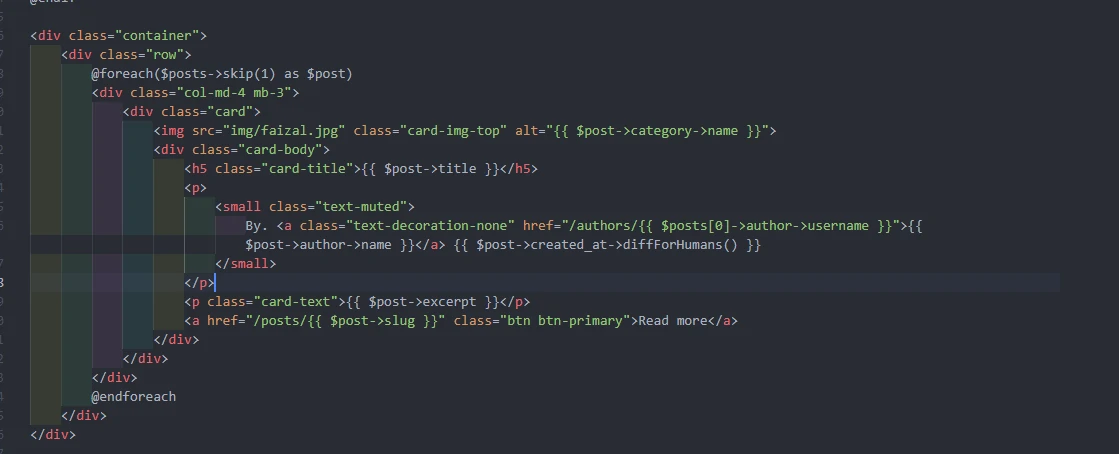 <div class="container">
<div class="row">
@foreach($posts->skip(1) as $post)
<div class="col-md-4 mb-3">
<div class="card">
<img src="img/faizal.jpg" class="card-img-top" alt="{{ $post->category->name }}">
<div class="card-body">
<h5 class="card-title">{{ $post->title }}</h5>
<p>
<small class="text-muted">
By. <a class="text-decoration-none" href="/authors/{{ $posts[0]->author->username }}">{{
$post->author->name }}</a> {{ $post->created_at->diffForHumans() }}
</small>
</p>
<p class="card-text">{{ $post->excerpt }}</p>
<a href="/posts/{{ $post->slug }}" class="btn btn-primary">Read more</a>
</div>
</div>
</div>
@endforeach
</div>
</div>